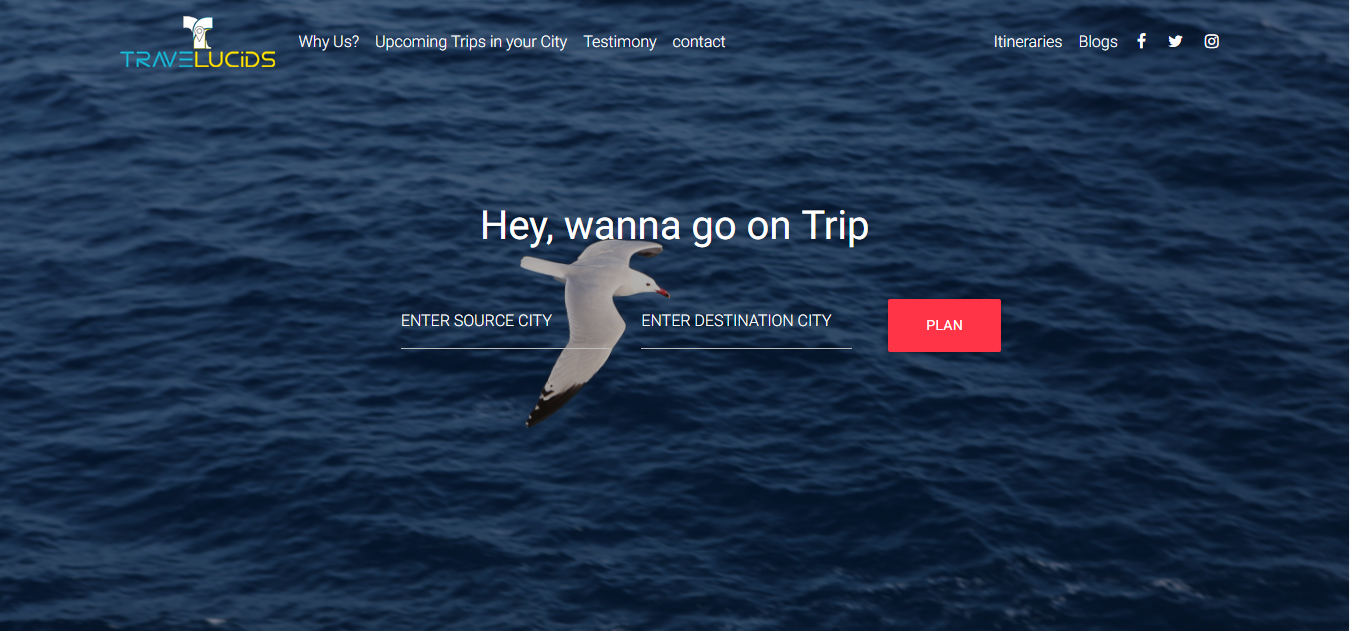 TRAVELUCiDS
Why Us? Upcoming Trips in your City Testimony contact Itineraries Blogs
Hey, wanna go on Trip
ENTER SOURCE CITY ENTER DESTINATION CITY PLAN